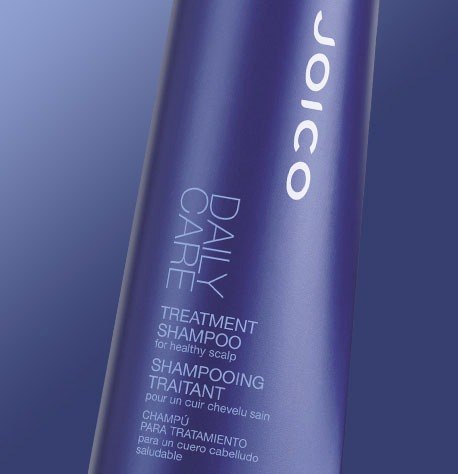 JOICO
DAILY
CARE
TREATMENT
SHAMPOO
for healthy scalp
SHAMPOOING
TRAITANT
pour un cuir chevelu sain
CHAMPÚ
PARA TRATAMIENTO
para un cuero cabelludo
saludable